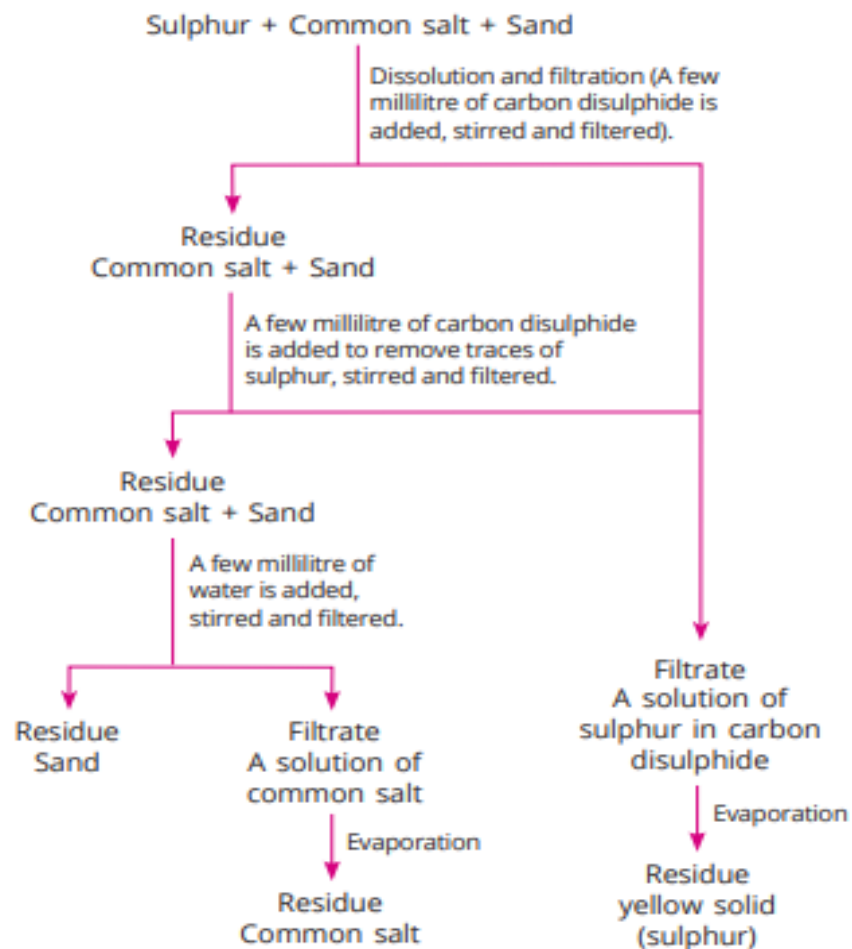 Sulphur + Common salt + Sand
Dissolution and filtration (A few
millilitre of carbon disulphide is
added, stirred and filtered).
Residue
Common salt + Sand
A few millilitre of carbon disulphide
is added to remove traces of
sulphur, stirred and filtered.
Residue
Common salt + Sand
A few millilitre of
water is added,
stirred and filtered.
Residue
Sand
Filtrate
A solution of
common salt
Evaporation
Residue
Common salt
Filtrate
A solution of
sulphur in carbon
disulphide
Evaporation
Residue
yellow solid
(sulphur)